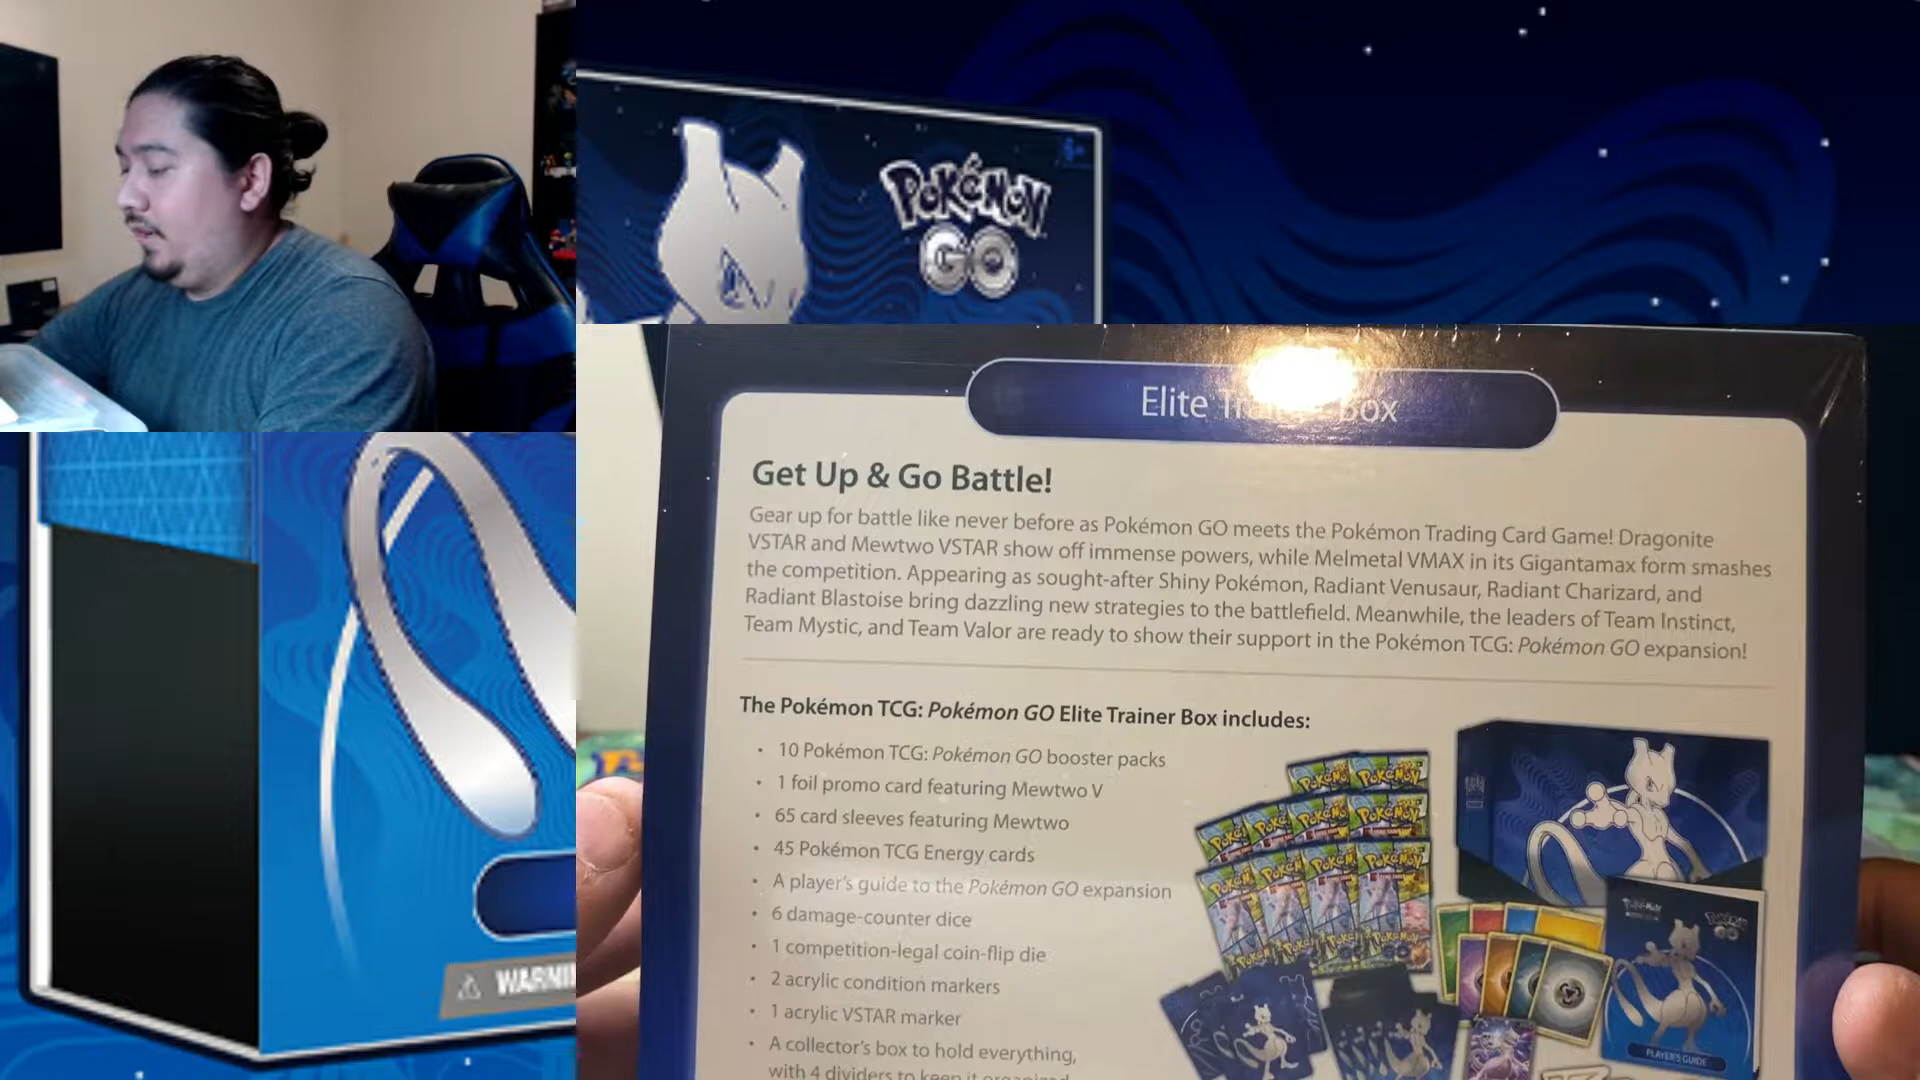 POKÉMON
GO
Elite Trainer Box
Get Up & Go Battle!
Gear up for battle like never before as Pokémon GO meets the Pokémon Trading Card Game! Dragonite
VSTAR and Mewtwo VSTAR show off immense powers, while Melmetal VMAX in its Gigantamax form smashes
the competition. Appearing as sought-after Shiny Pokémon, Radiant Venusaur, Radiant Charizard, and
Radiant Blastoise bring dazzling new strategies to the battlefield. Meanwhile, the leaders of Team Instinct,
Team Mystic, and Team Valor are ready to show their support in the Pokémon TCG: Pokémon GO expansion!
The Pokémon TCG: Pokémon GO Elite Trainer Box includes:
• 10 Pokémon TCG: Pokémon GO booster packs
• 1 foil promo card featuring Mewtwo V
• 65 card sleeves featuring Mewtwo
• 45 Pokémon TCG Energy cards
• A player's guide to the Pokémon GO expansion
• 6 damage-counter dice
• 1 competition-legal coin-flip die
• 2 acrylic condition markers
• 1 acrylic VSTAR marker
• A collector's box to hold everything,
with 4 dividers to keep it organized
PLAYER'S GUIDE
WARNIN